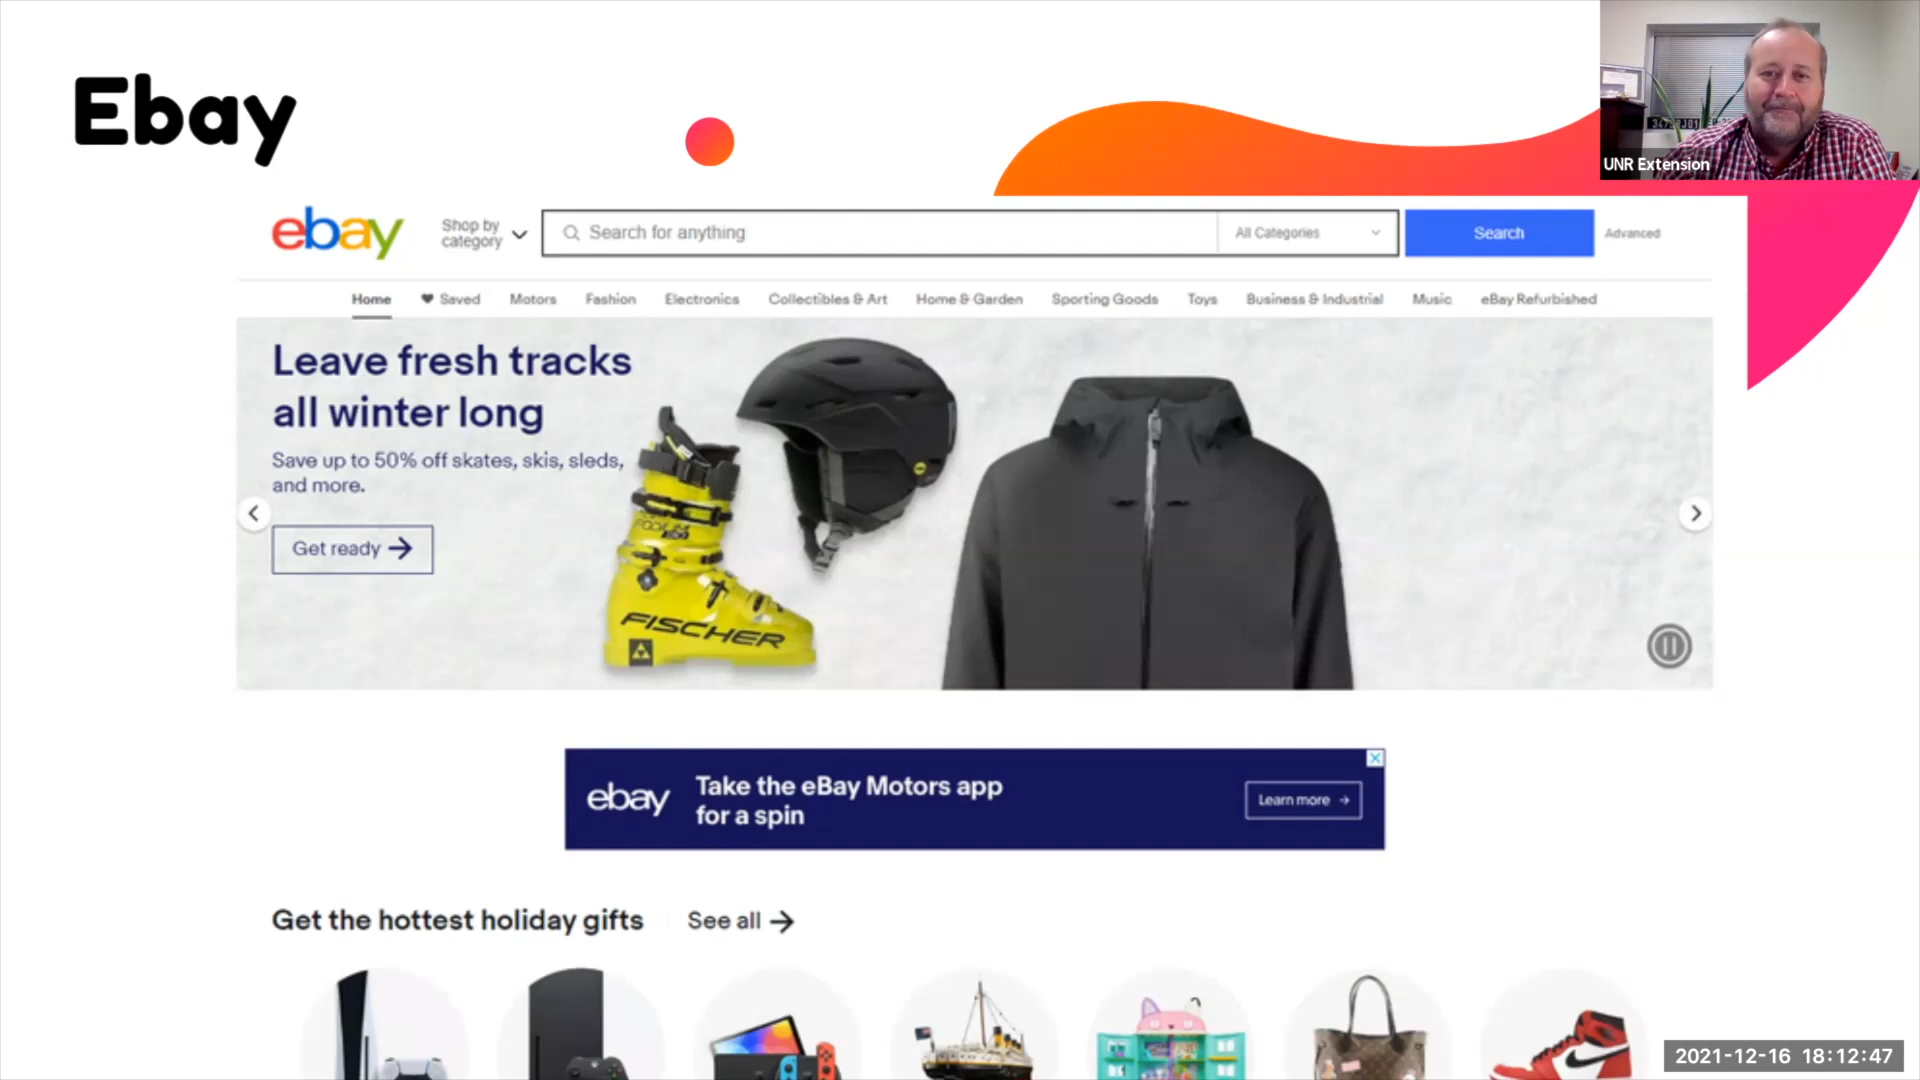 Ebay
UNR Extension
ebay
Shop by
category
Search for anything
All Categories
Search
Advanced
Home
Saved
Motors
Fashion
Electronics
Collectibles & Art
Home & Garden
Sporting Goods
Toys
Business & Industrial
Music
eBay Refurbished
Leave fresh tracks
all winter long
Save up to 50% off skates, skis, sleds,
and more.
Get ready
FISCHER
ebay
Take the eBay Motors app
for a spin
Learn more
Get the hottest holiday gifts
See all
2021-12-16 18:12:47